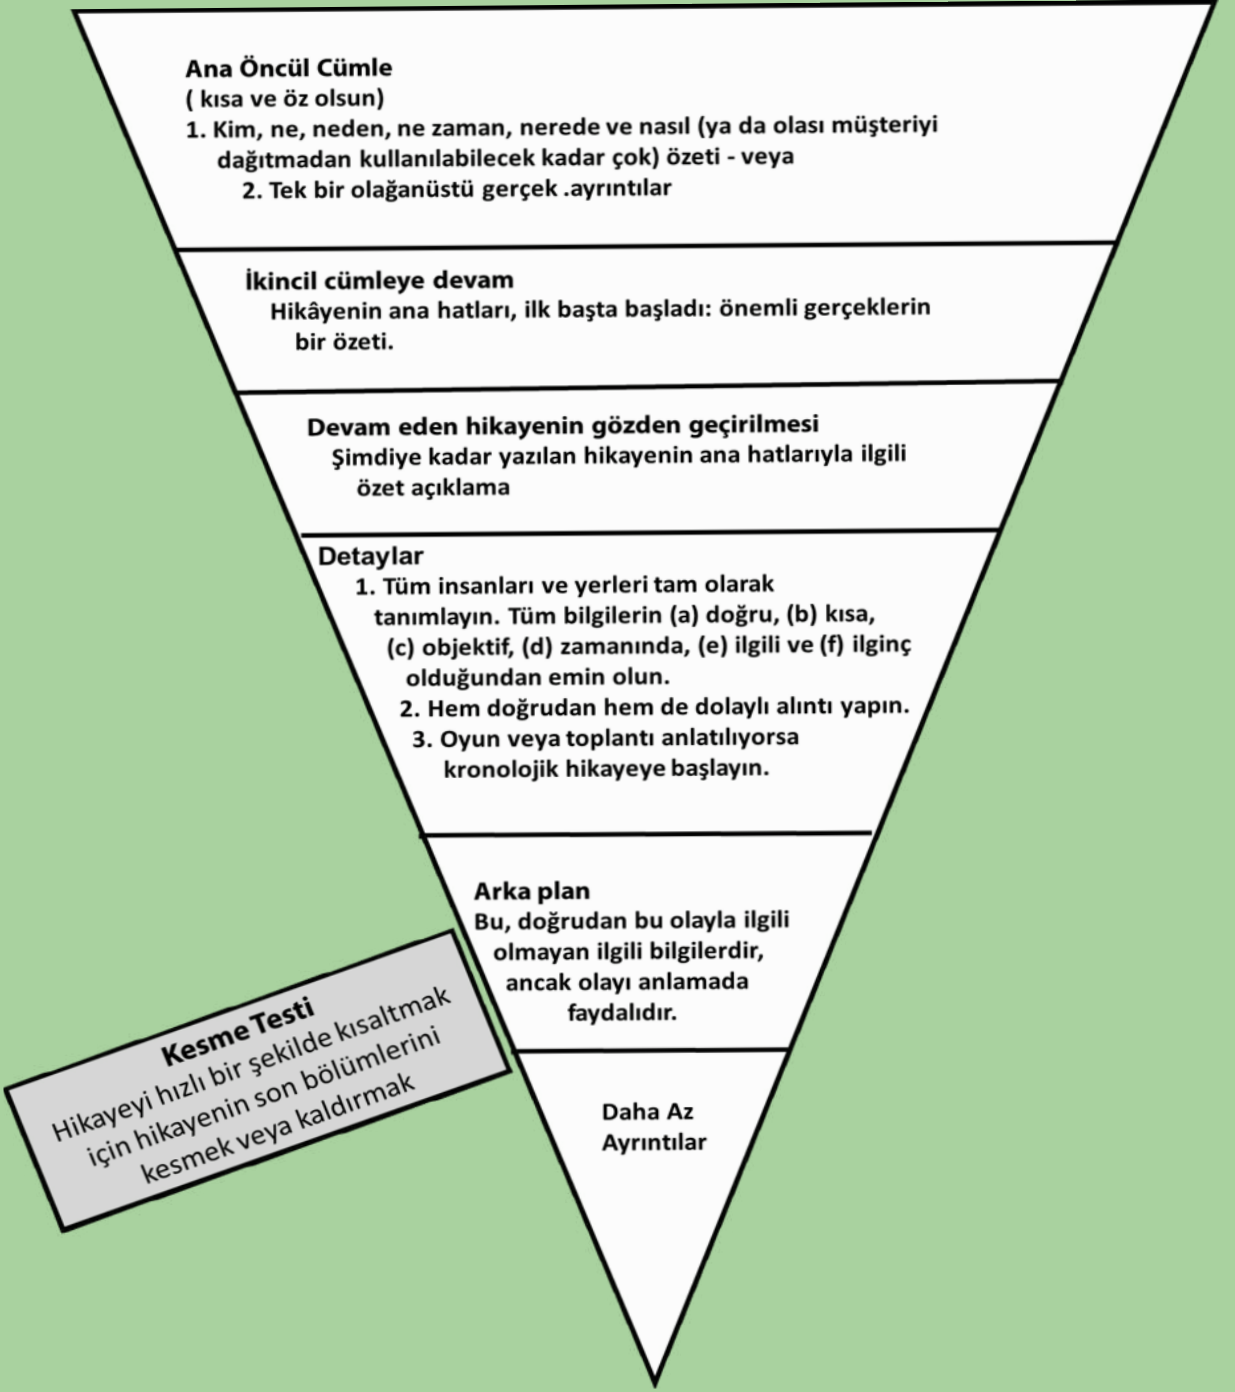 Ana Öncül Cümle
( kısa ve öz olsun)
1. Kim, ne, neden, ne zaman, nerede ve nasıl (ya da olası müşteriyi
dağıtmadan kullanılabilecek kadar çok) özeti - veya
2. Tek bir olağanüstü gerçek .ayrıntılar
İkincil cümleye devam
Hikâyenin ana hatları, ilk başta başladı: önemli gerçeklerin
bir özeti.
Devam eden hikayenin gözden geçirilmesi
Şimdiye kadar yazılan hikayenin ana hatlarıyla ilgili
özet açıklama
Detaylar
1. Tüm insanları ve yerleri tam olarak
tanımlayın. Tüm bilgilerin (a) doğru, (b) kısa,
(c) objektif, (d) zamanında, (e) ilgili ve (f) ilginç
olduğundan emin olun.
2. Hem doğrudan hem de dolaylı alıntı yapın.
3. Oyun veya toplantı anlatılıyorsa
kronolojik hikayeye başlayın.
Arka plan
Bu, doğrudan bu olayla ilgili
olmayan ilgili bilgilerdir,
ancak olayı anlamada
faydalıdır.
Kesme Testi
Hikayeyi hızlı bir şekilde kısaltmak
için hikayenin son bölümlerini
kesmek veya kaldırmak
Daha Az
Ayrıntılar